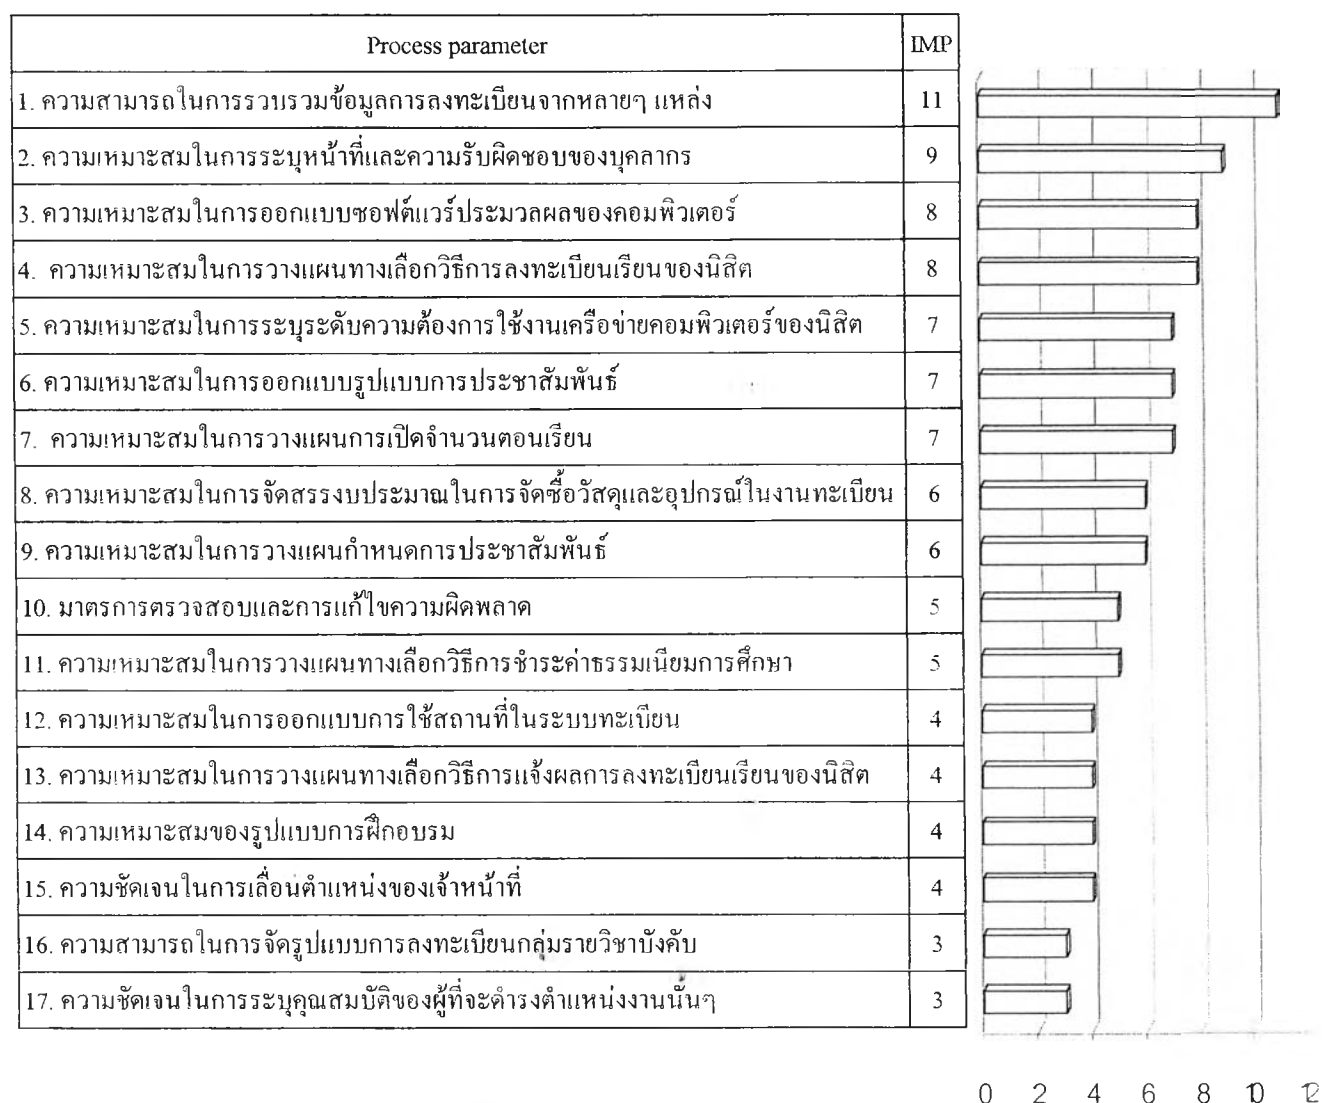 Process parameter IMP
1. ความสามารถในการรวบรวมข้อมูลการลงทะเบียนจากหลายๆ แหล่ง 11
2. ความเหมาะสมในการระบุหน้าที่และความรับผิดชอบของบุคลากร 9
3. ความเหมาะสมในการออกแบบซอฟต์แวร์ประมวลผลของคอมพิวเตอร์ 8
4. ความเหมาะสมในการวางแผนทางเลือกวิธีการลงทะเบียนเรียนของนิสิต 8
5. ความเหมาะสมในการระบุระดับความต้องการใช้งานเครือข่ายคอมพิวเตอร์ของนิสิต 7
6. ความเหมาะสมในการออกแบบรูปแบบการประชาสัมพันธ์ 7
7. ความเหมาะสมในการวางแผนการเปิดจำนวนตอนเรียน 7
8. ความเหมาะสมในการจัดสรรงบประมาณในการจัดซื้อวัสดุและอุปกรณ์ในงานทะเบียน 6
9. ความเหมาะสมในการวางแผนกำหนดการประชาสัมพันธ์ 6
10. มาตรการตรวจสอบและการแก้ไขความผิดพลาด 5
11. ความเหมาะสมในการวางแผนทางเลือกวิธีการชำระค่าธรรมเนียมการศึกษา 5
12. ความเหมาะสมในการออกแบบการใช้สถานที่ในระบบทะเบียน 4
13. ความเหมาะสมในการวางแผนทางเลือกวิธีการแจ้งผลการลงทะเบียนเรียนของนิสิต 4
14. ความเหมาะสมของรูปแบบการฝึกอบรม 4
15. ความชัดเจนในการเลื่อนตำแหน่งของเจ้าหน้าที่ 4
16. ความสามารถในการจัดรูปแบบการลงทะเบียนกลุ่มรายวิชาบังคับ 3
17. ความชัดเจนในการระบุคุณสมบัติของผู้ที่จะดำรงตำแหน่งงานนั้นๆ 3
0 2 4 6 8 10 12